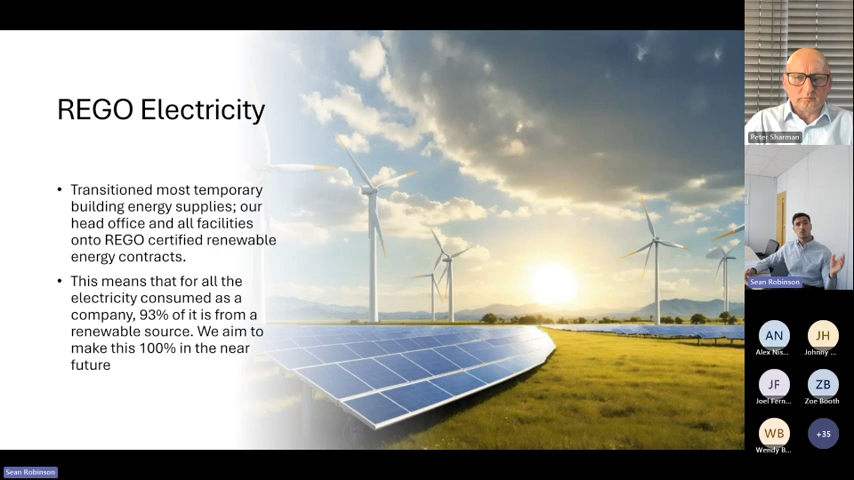 REGO Electricity
• Transitioned most temporary
building energy supplies; our
head office and all facilities
onto REGO certified renewable
energy contracts.
• This means that for all the
electricity consumed as a
company, 93% of it is from a
renewable source. We aim to
make this 100% in the near
future
Peter Sharman
Sean Robinson
AN
JH
Alex Nis...
Johnny ...
JF
ZB
Joel Fern...
Zoe Booth
WB
+35
Wendy B...
Sean Robinson